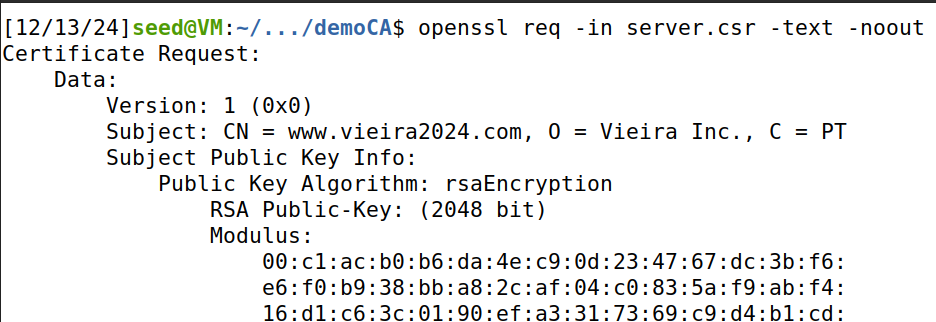 [12/13/24]seed@VM:~/.../demoCA$ openssl req -in server.csr -text -noout
Certificate Request:
Data:
Version: 1 (0x0)
Subject: CN = www.vieira2024.com, O = Vieira Inc., C = PT
Subject Public Key Info:
Public Key Algorithm: rsaEncryption
RSA Public-Key: (2048 bit)
Modulus:
00:c1:ac:b0:b6:da:4e:c9:0d:23:47:67:dc:3b:f6:
e6:f0:b9:38:bb:a8:2c:af:04:c0:83:5a:f9:ab:f4:
16:d1:c6:3c:01:90:ef:a3:31:73:69:c9:d4:b1:cd: